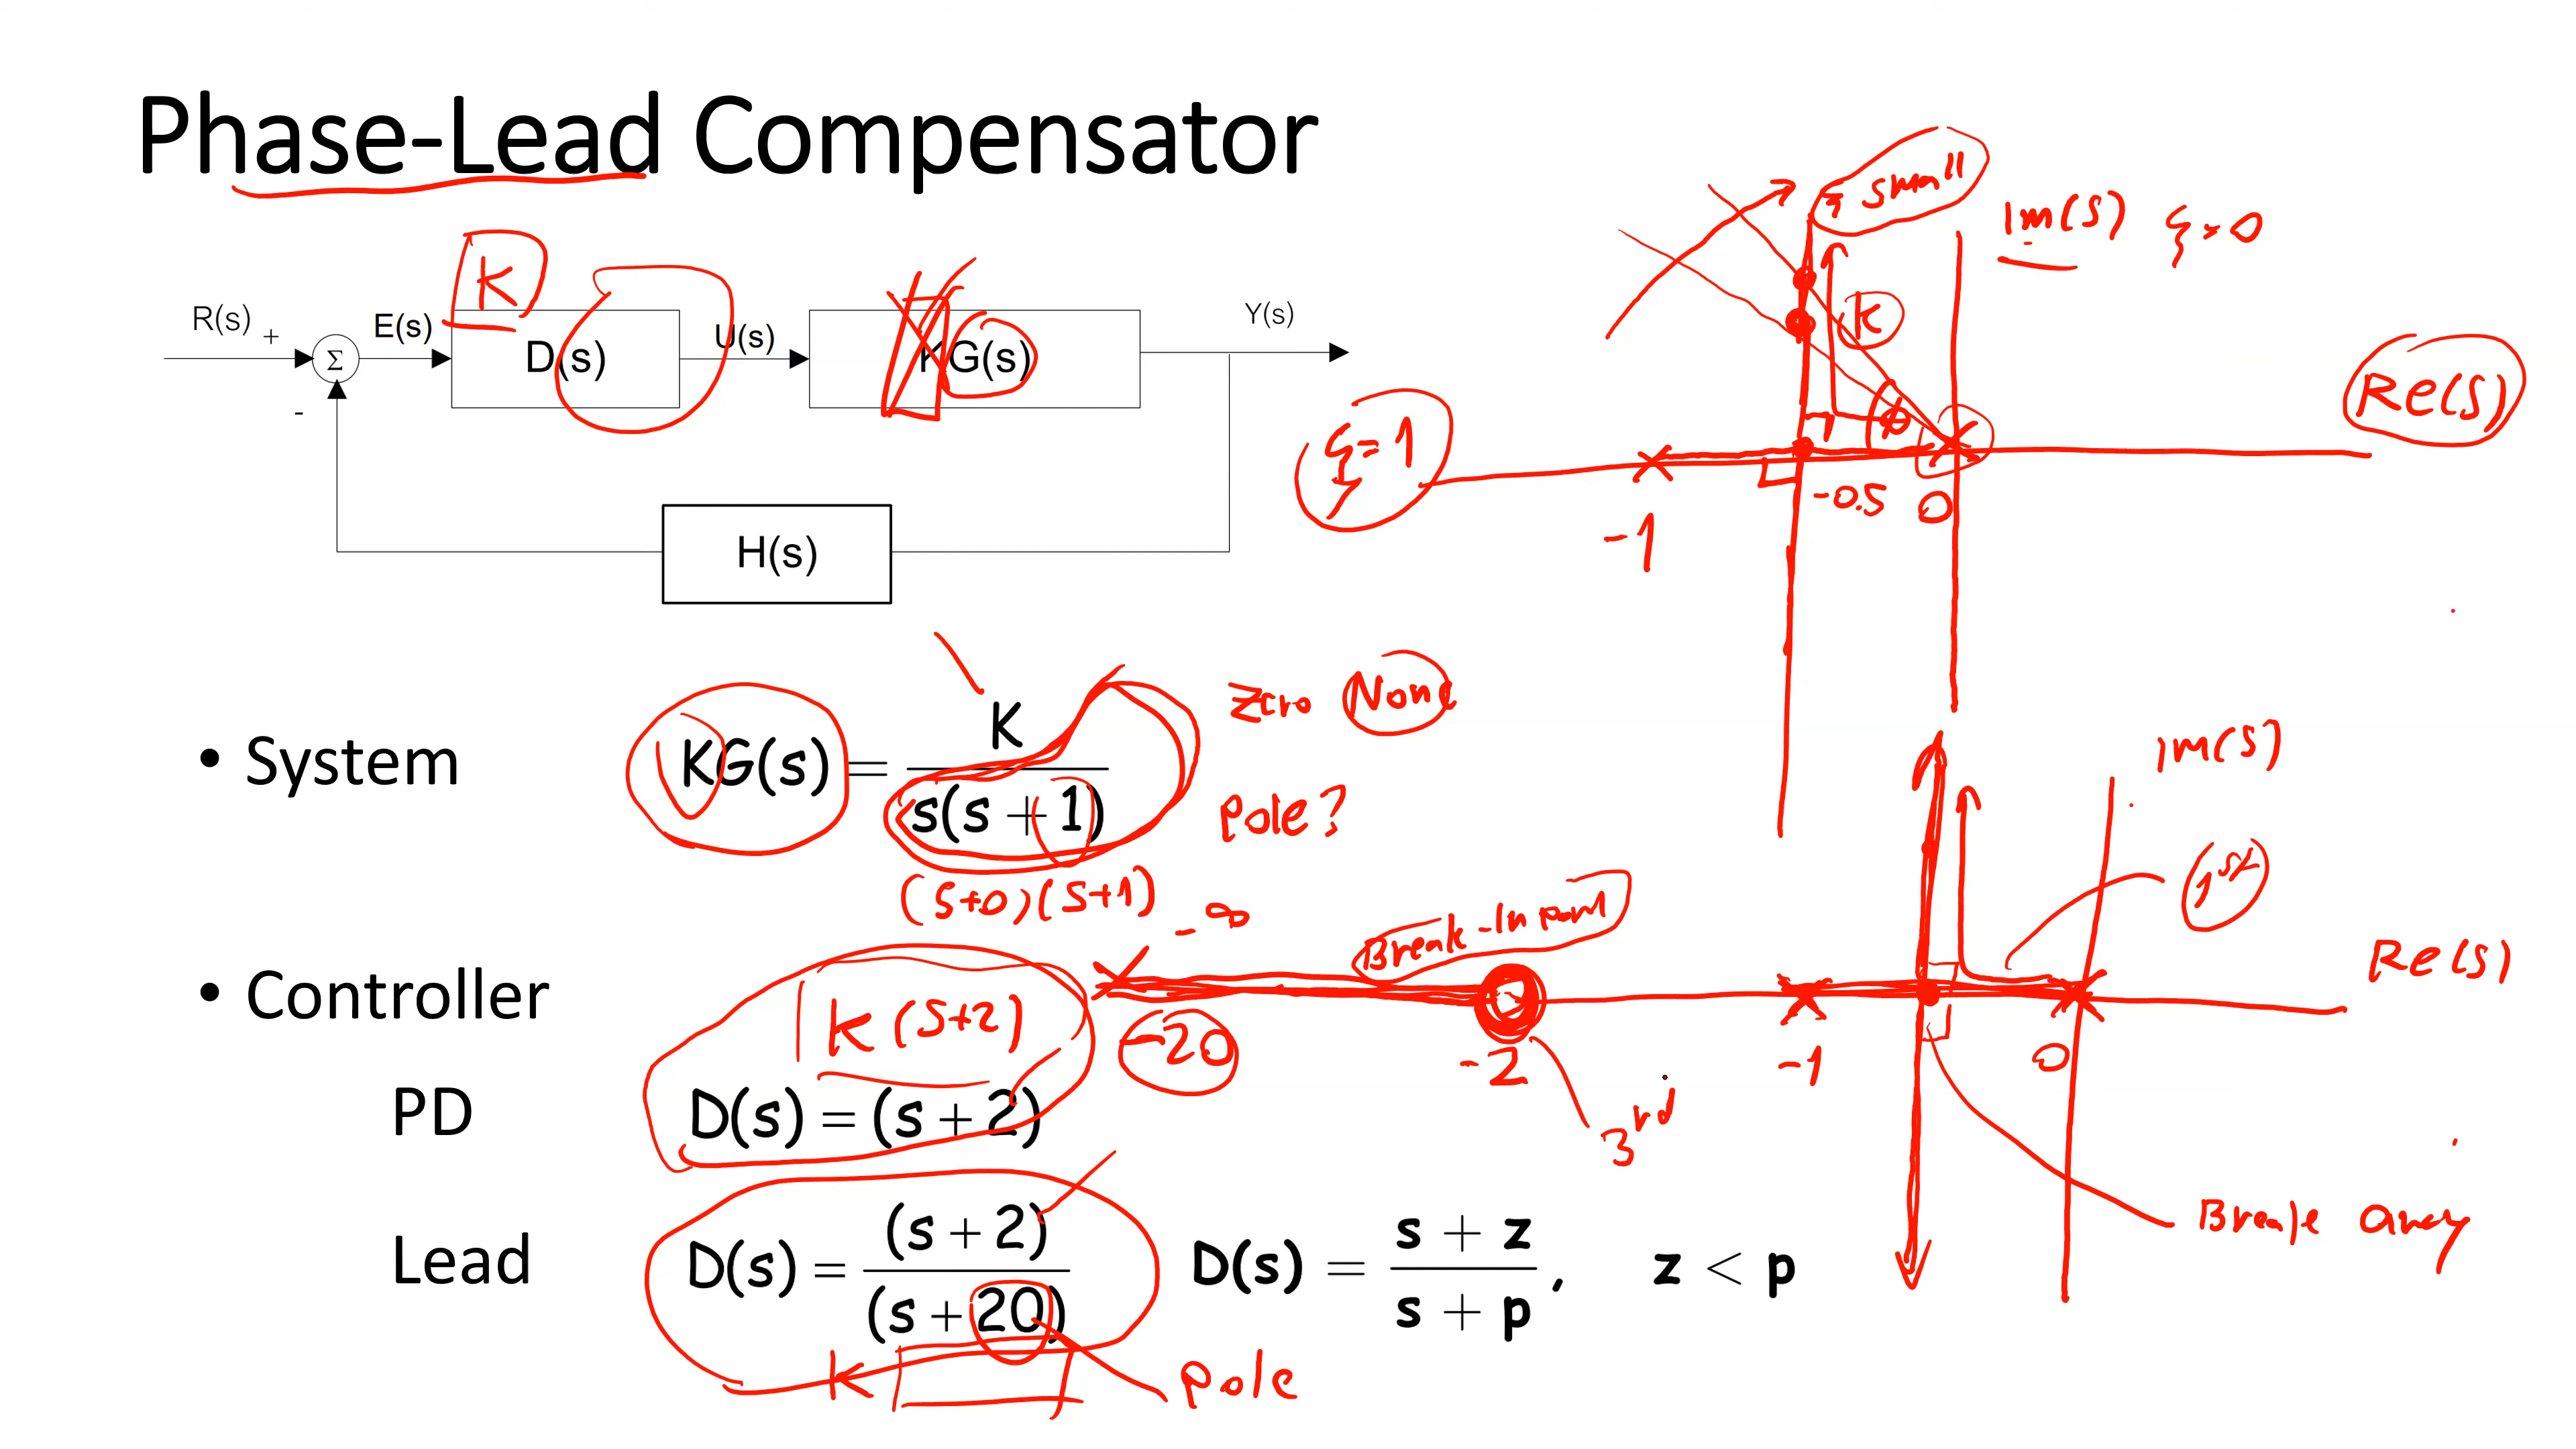 Phase-Lead Compensator
ξ small
Im(s) ξ=0
K
R(s) + E(s) D(s) U(s) KG(s) Y(s)
Σ
-
K
Re(s)
ξ=1
-1 -0.5 0
H(s)
• System KG(s) = K / s(s + 1)
Zero None
Pole?
(s+0)(s+1)
Im(s)
1st
-∞
Break-In point
Re(s)
• Controller
K(s+2)
-20 -2 -1 0
PD D(s) = (s + 2)
3rd
Break away
Lead D(s) = (s + 2) / (s + 20) D(s) = s + z / s + p , z < p
K
Pole